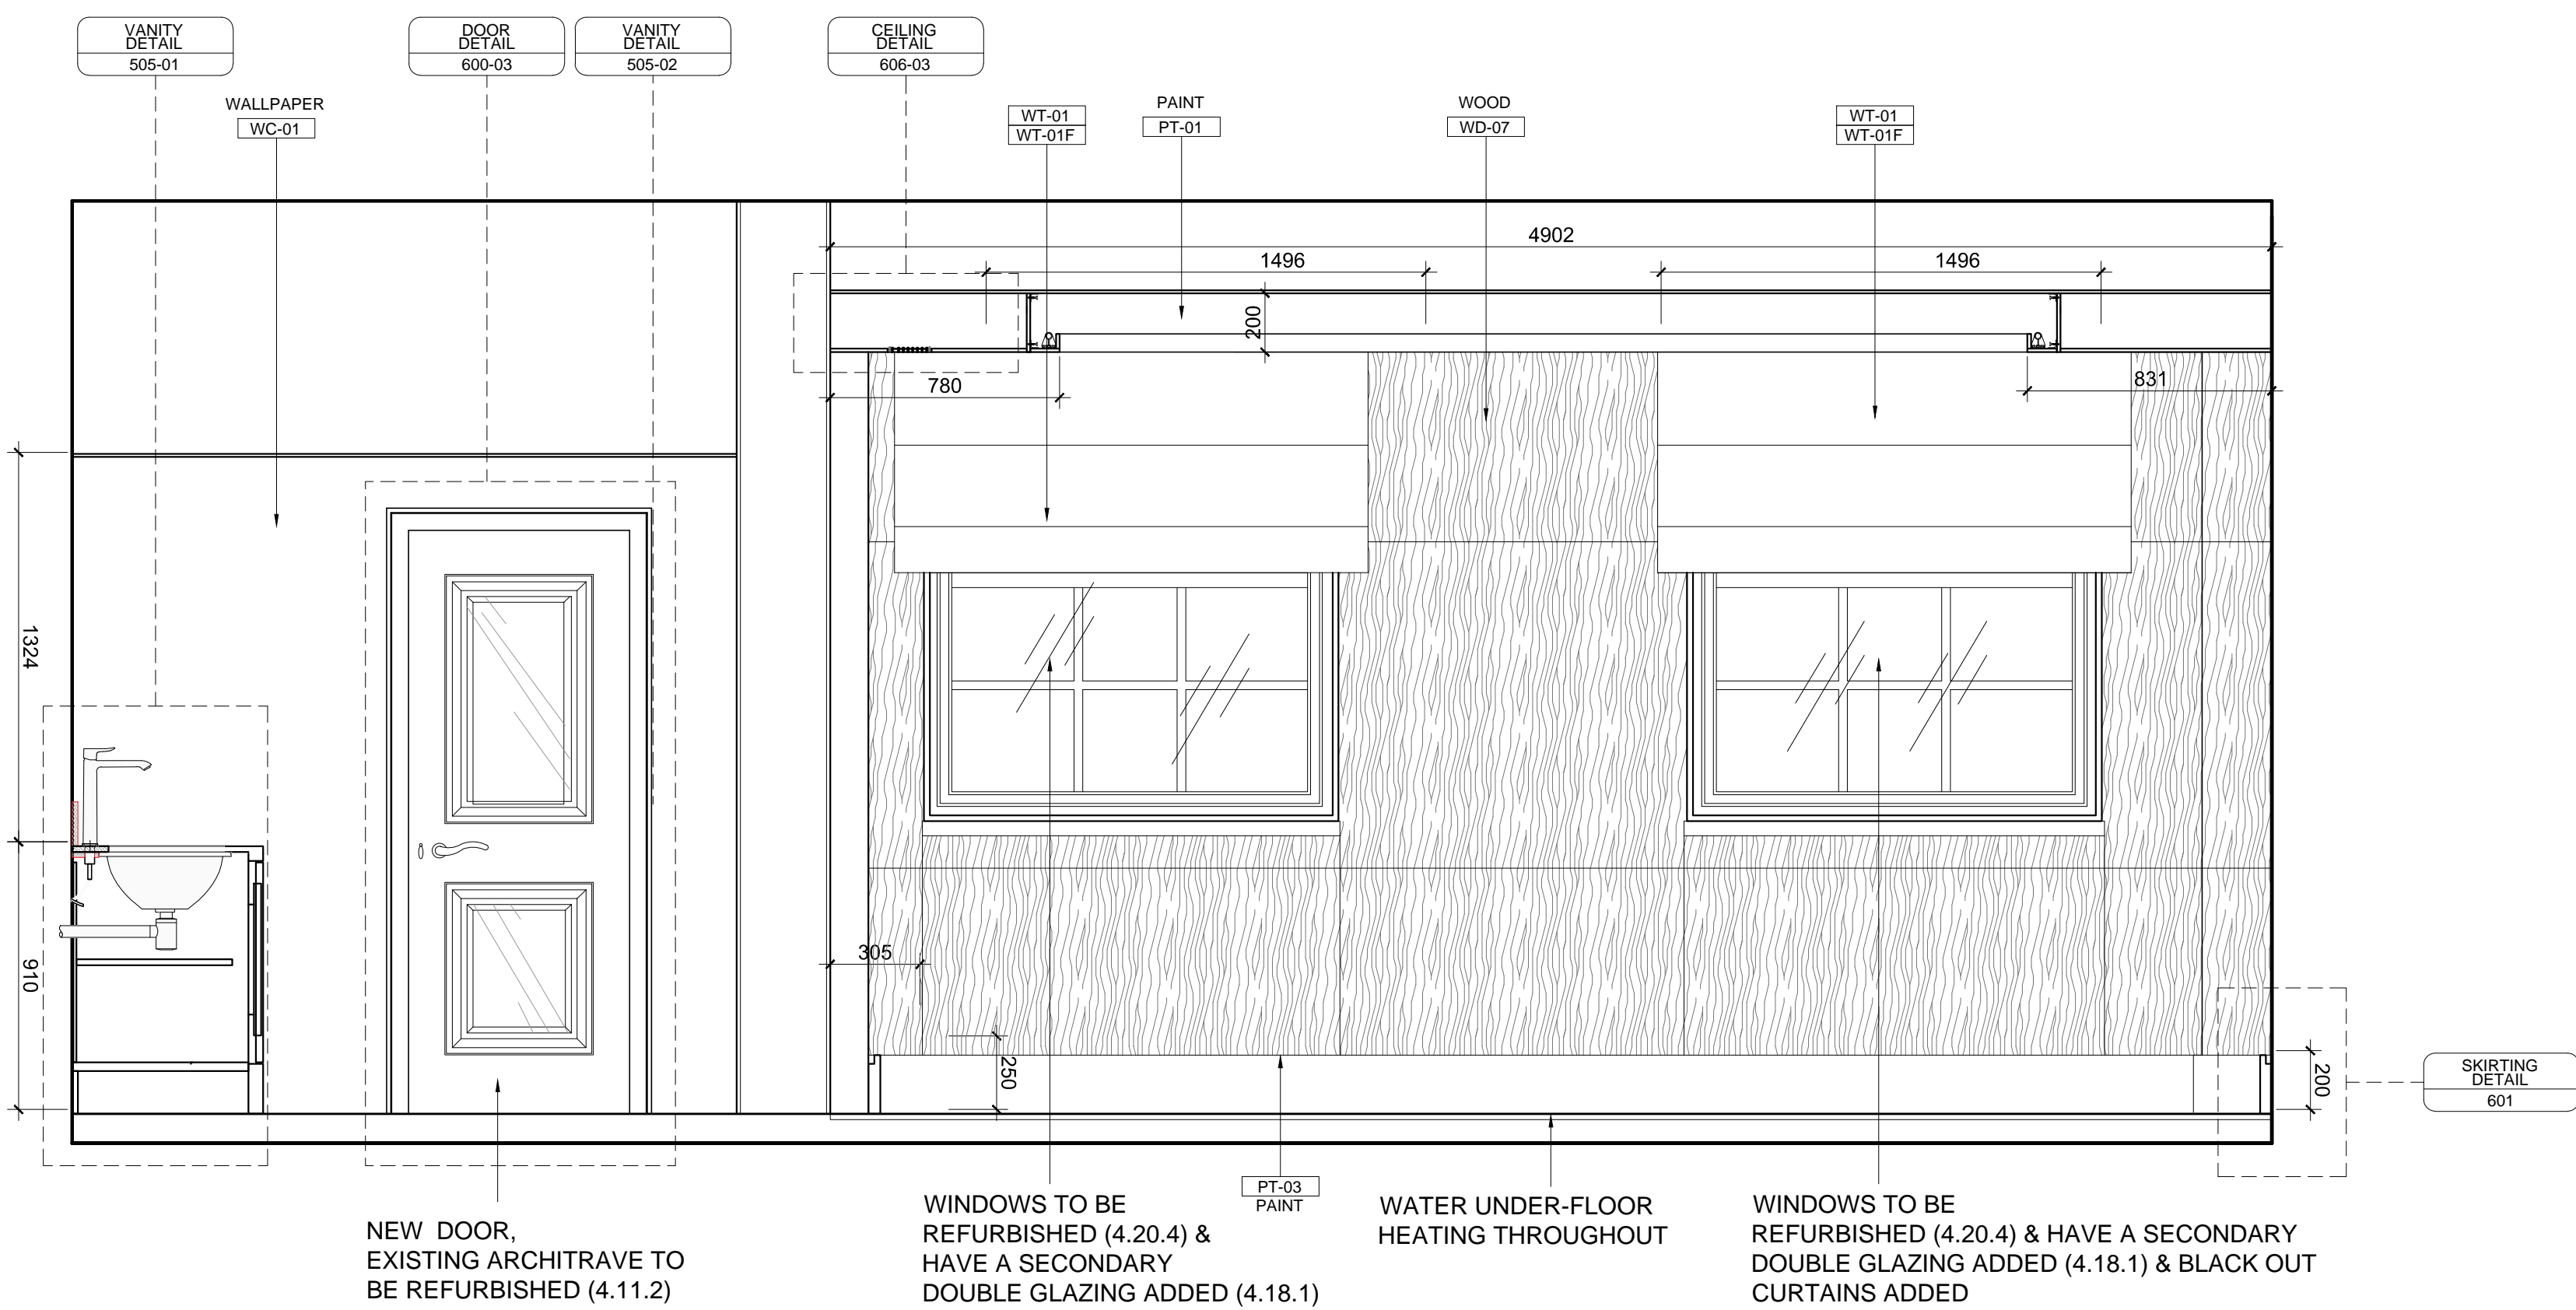 VANITY
DETAIL
505-01
DOOR
DETAIL
600-03
VANITY
DETAIL
505-02
CEILING
DETAIL
606-03
WALLPAPER
WC-01
WT-01
WT-01F
PAINT
PT-01
WOOD
WD-07
WT-01
WT-01F
4902
1496
1496
200
780
831
1324
910
305
250
200
SKIRTING
DETAIL
601
PT-03
PAINT
NEW DOOR,
EXISTING ARCHITRAVE TO
BE REFURBISHED (4.11.2)
WINDOWS TO BE
REFURBISHED (4.20.4) &
HAVE A SECONDARY
DOUBLE GLAZING ADDED (4.18.1)
WATER UNDER-FLOOR
HEATING THROUGHOUT
WINDOWS TO BE
REFURBISHED (4.20.4) & HAVE A SECONDARY
DOUBLE GLAZING ADDED (4.18.1) & BLACK OUT
CURTAINS ADDED